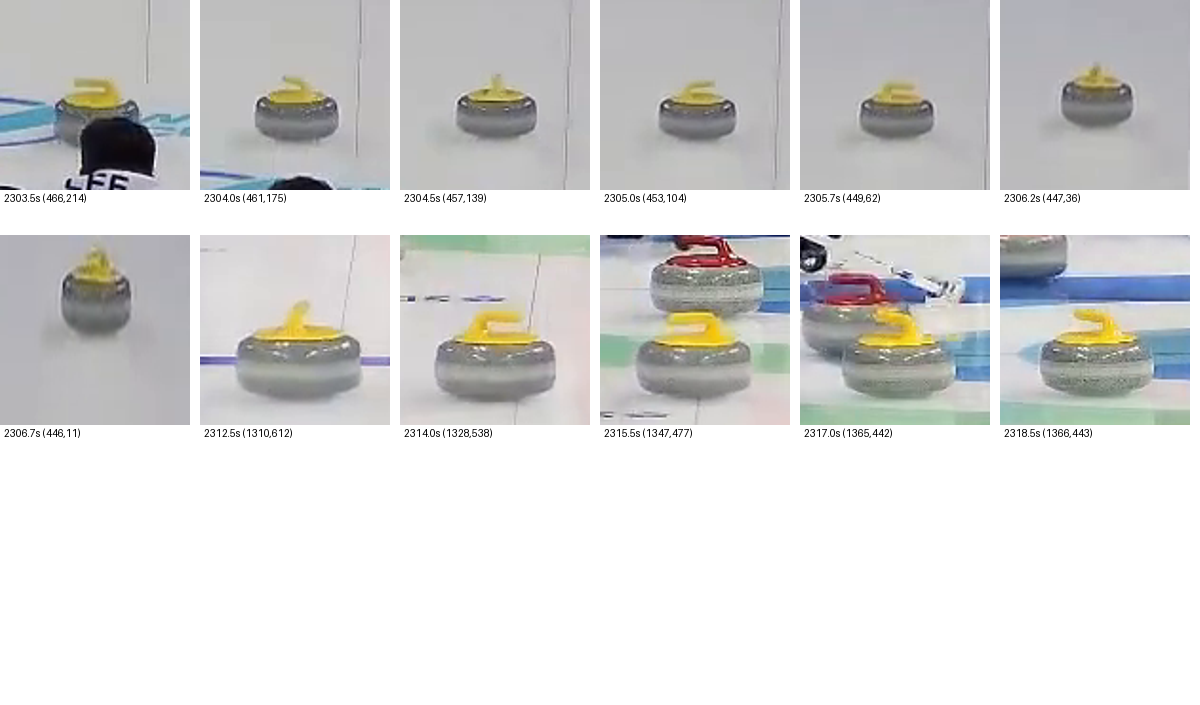 LEE
2303.5s (466,214)
2304.0s (461,175)
2304.5s (457,139)
2305.0s (453,104)
2305.7s (449,62)
2306.2s (447,36)
2306.7s (446,11)
2312.5s (1310,612)
2314.0s (1328,538)
2315.5s (1347,477)
2317.0s (1365,442)
2318.5s (1366,443)